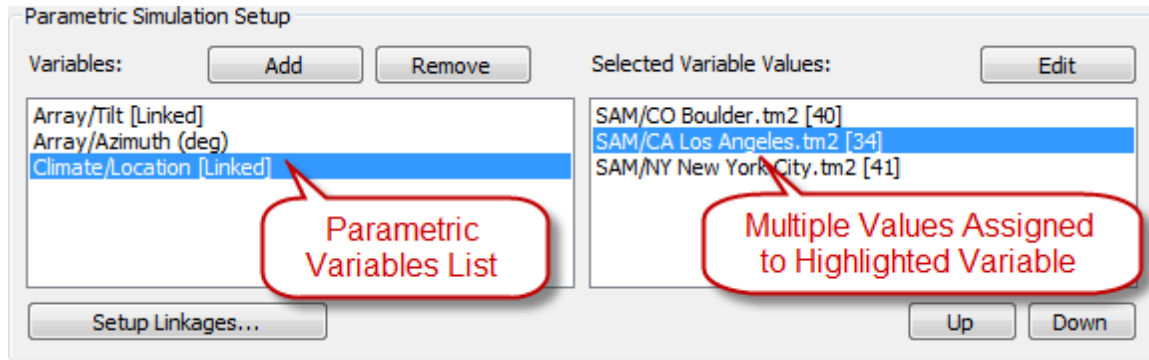 Parametric Simulation Setup
Variables:
Add
Remove
Selected Variable Values:
Edit
Array/Tilt [Linked]
Array/Azimuth (deg)
Climate/Location [Linked]
SAM/CO Boulder.tm2 [40]
SAM/CA Los Angeles.tm2 [34]
SAM/NY New York City.tm2 [41]
Parametric
Variables List
Multiple Values Assigned
to Highlighted Variable
Setup Linkages...
Up
Down